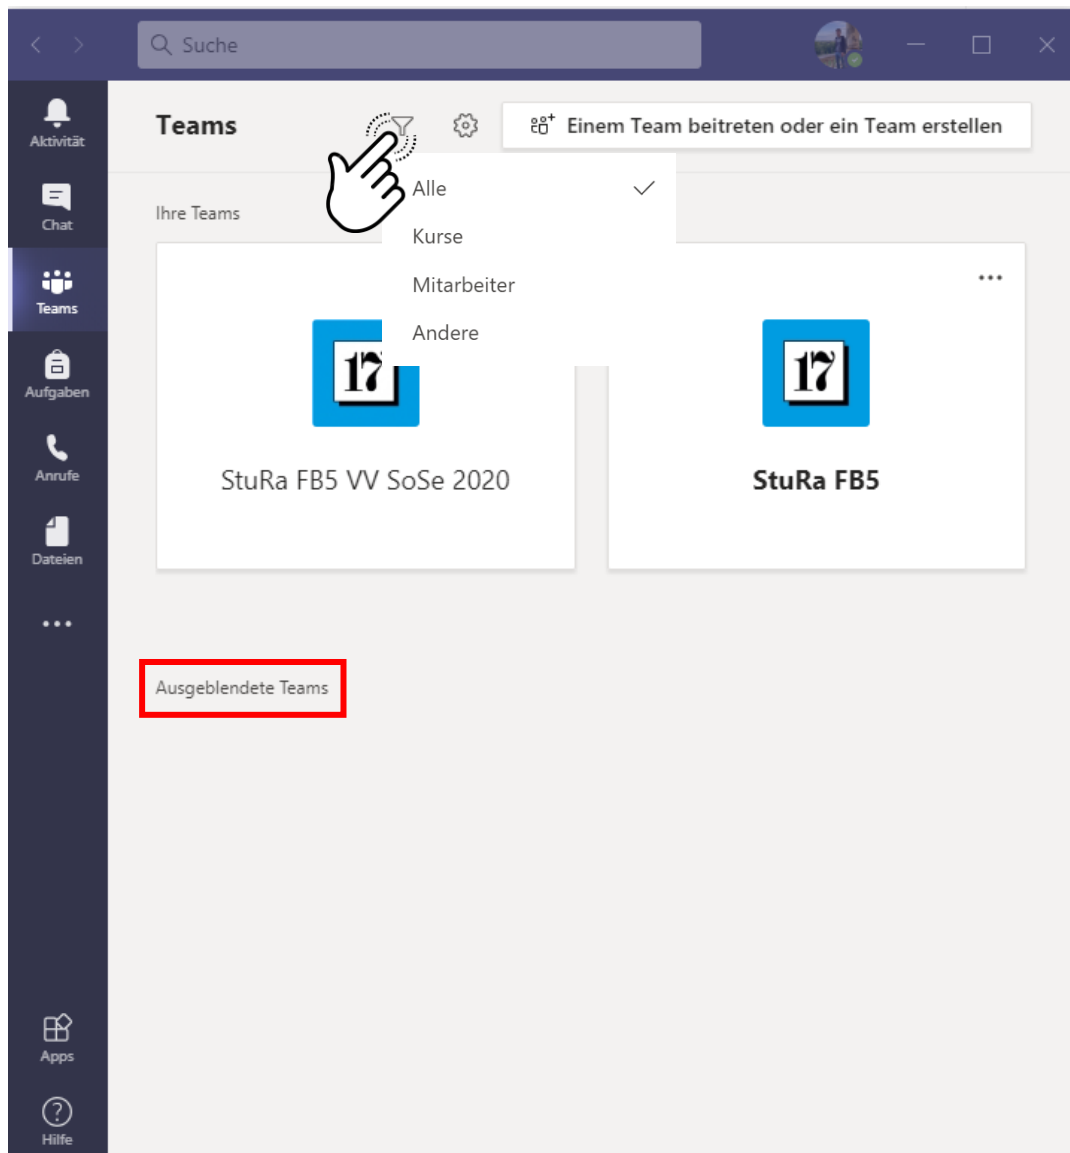 Suche
Aktivität
Chat
Teams
Aufgaben
Anrufe
Dateien
Apps
Hilfe
Teams
Einem Team beitreten oder ein Team erstellen
Alle
Kurse
Mitarbeiter
Andere
Ihre Teams
17
StuRa FB5 VV SoSe 2020
17
StuRa FB5
Ausgeblendete Teams